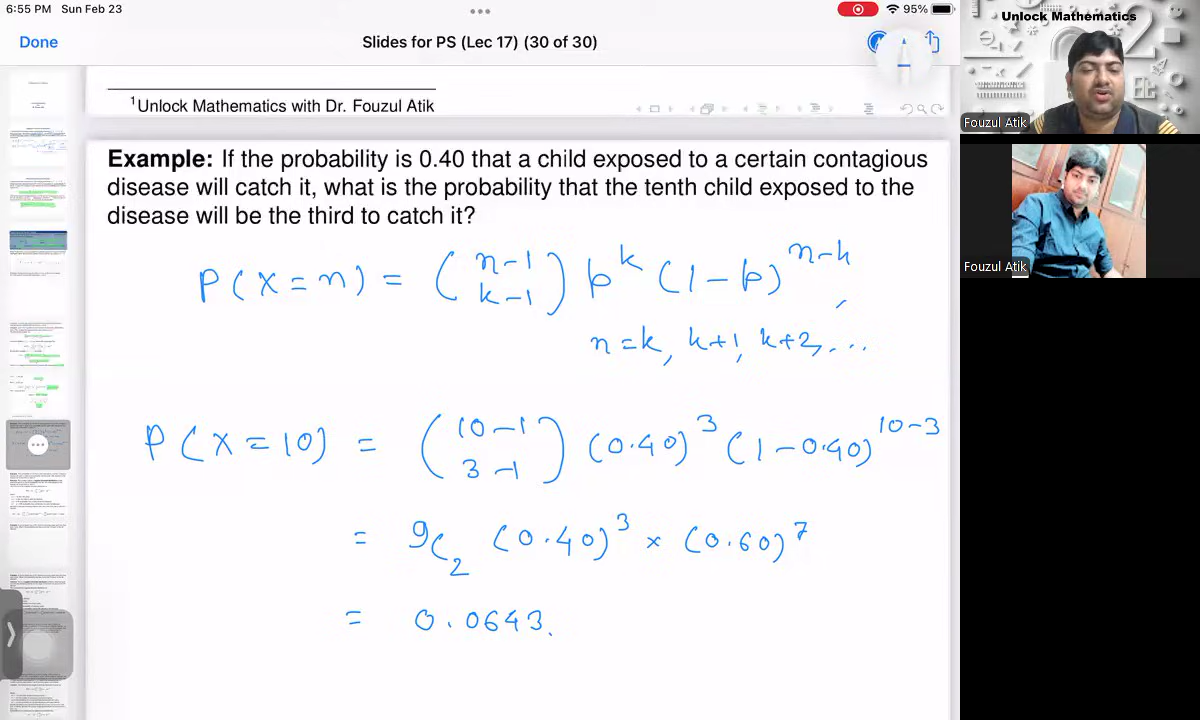 6:55 PM Sun Feb 23
95%
Done
Slides for PS (Lec 17) (30 of 30)
Unlock Mathematics
Fouzul Atik
Fouzul Atik
1Unlock Mathematics with Dr. Fouzul Atik
Example: If the probability is 0.40 that a child exposed to a certain contagious
disease will catch it, what is the probability that the tenth child exposed to the
disease will be the third to catch it?
P(X=n) = (n-1 k-1) p^k (1-p)^n-k,
n=k, k+1, k+2, ...
P(X=10) = (10-1 3-1) (0.40)^3 (1-0.40)^10-3
= 9C2 (0.40)^3 × (0.60)^7
= 0.0643.